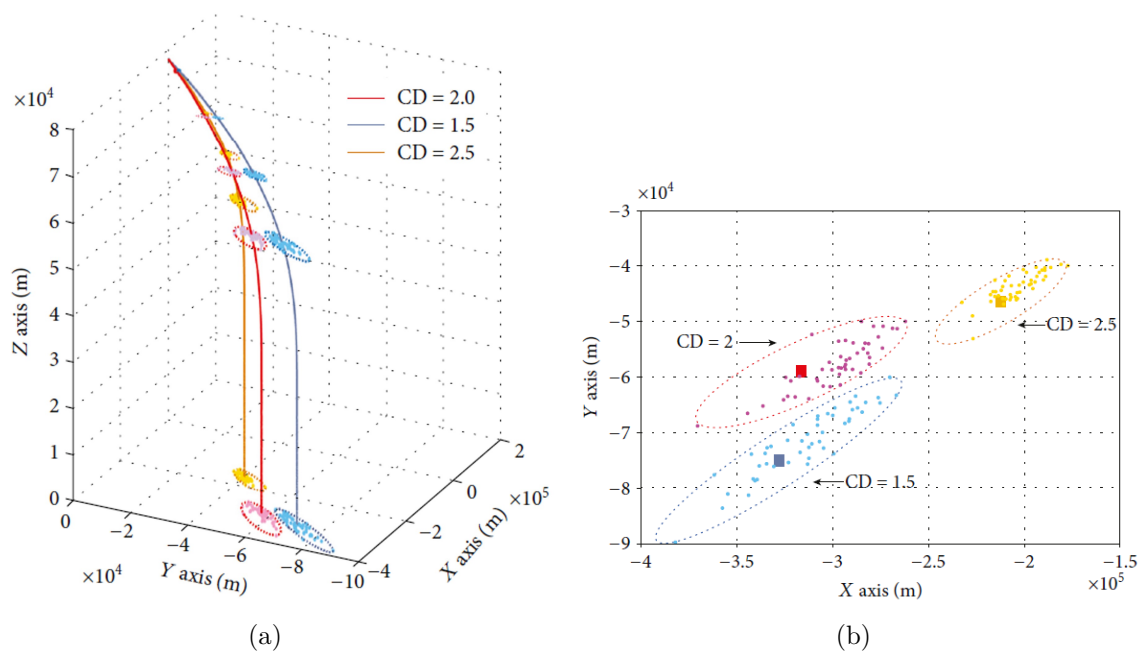 ×10⁴
8
7
6
5
4
3
2
1
0
Z axis (m)
CD = 2.0
CD = 1.5
CD = 2.5
0
−2
−4
−6
−8
−10
×10⁴
Y axis (m)
−4
−2
0
2
×10⁵
X axis (m)
(a)
×10⁴
−3
−4
−5
−6
−7
−8
−9
Y axis (m)
CD = 2
CD = 2.5
CD = 1.5
−4
−3.5
−3
−2.5
−2
−1.5
×10⁵
X axis (m)
(b)